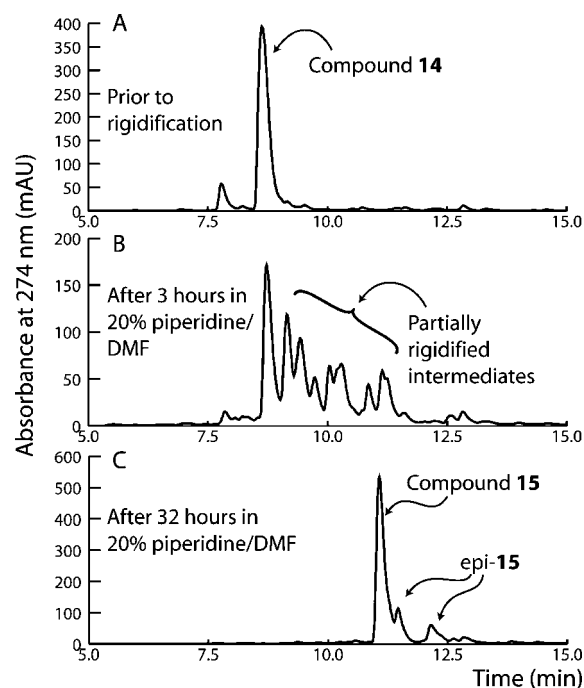 A
400
350
300
250
200
150
100
50
0
Prior to
rigidification
Compound 14
5.0 7.5 10.0 12.5 15.0
B
200
150
100
50
0
After 3 hours in
20% piperidine/
DMF
Partially
rigidified
intermediates
5.0 7.5 10.0 12.5 15.0
C
600
500
400
300
200
100
0
After 32 hours in
20% piperidine/DMF
Compound 15
epi-15
5.0 7.5 10.0 12.5 15.0
Time (min)
Absorbance at 274 nm (mAU)